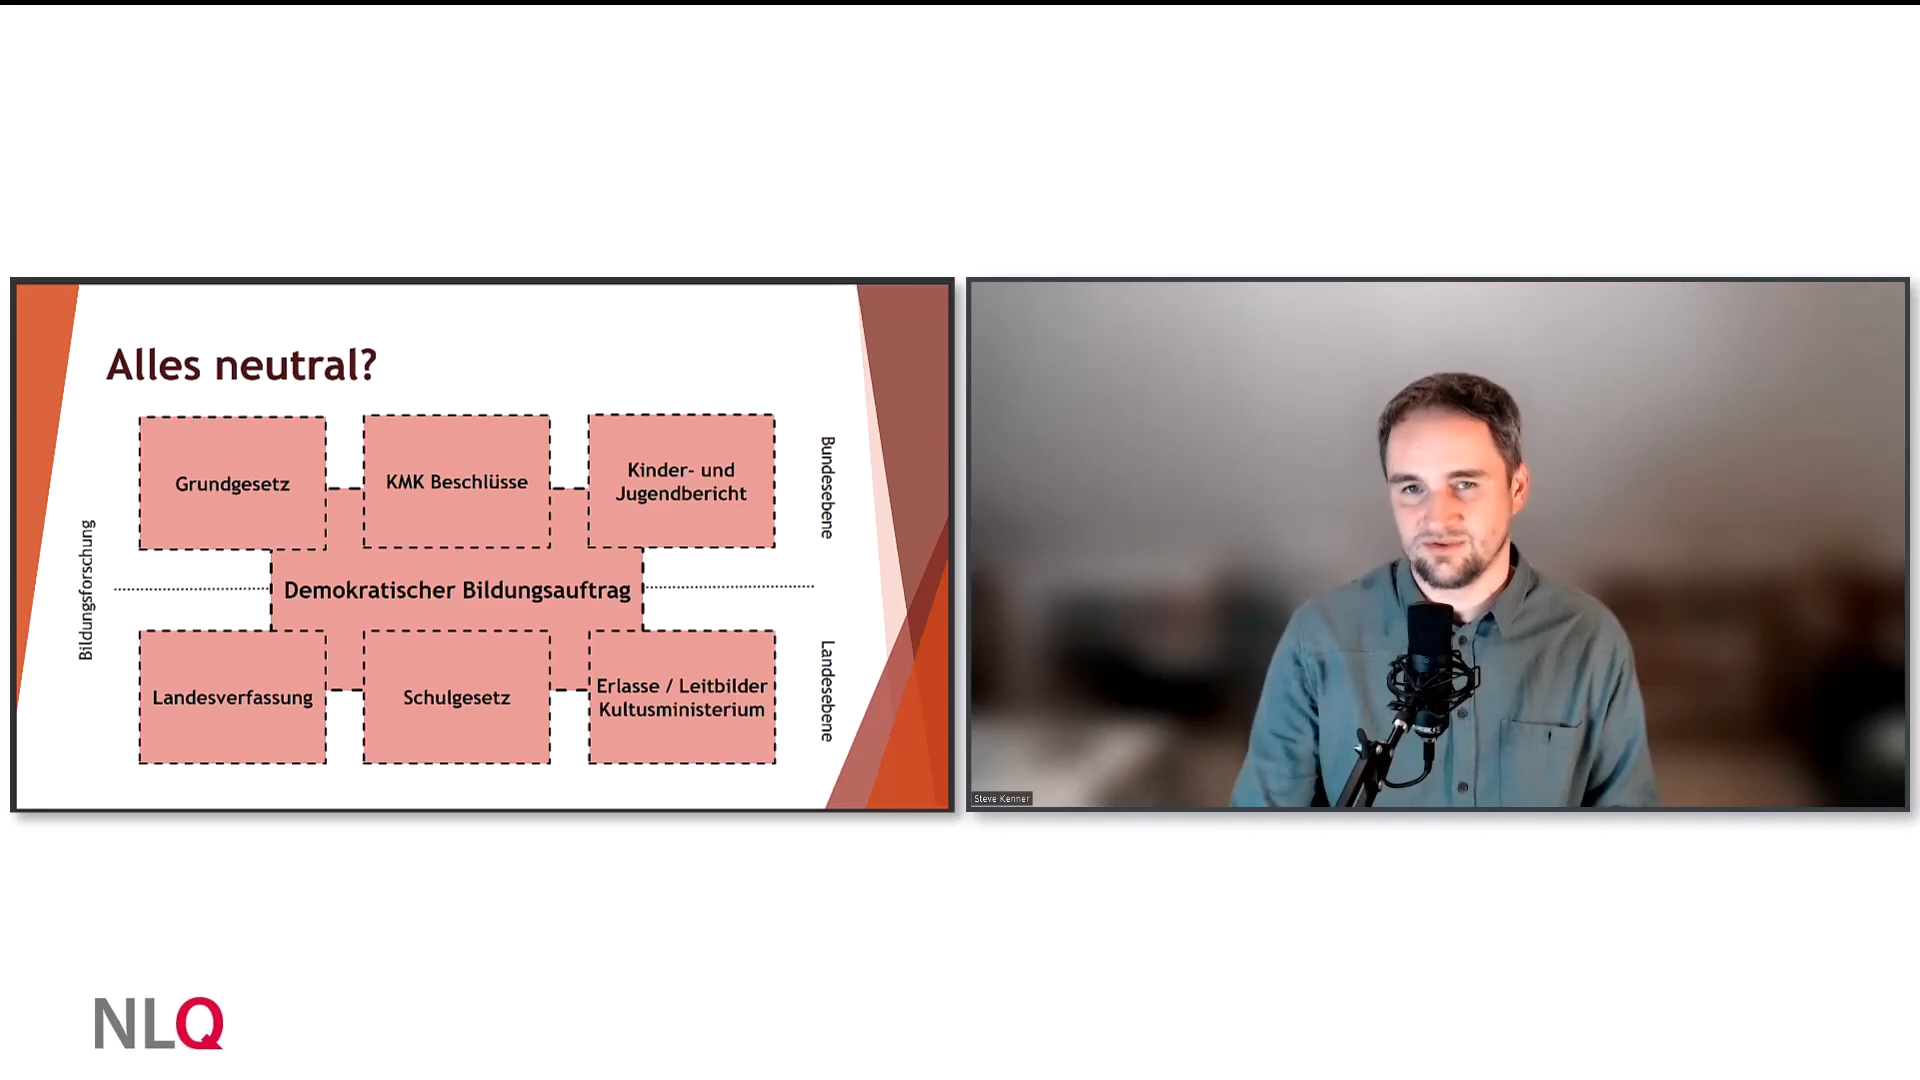 Alles neutral?
Grundgesetz
KMK Beschlüsse
Kinder- und
Jugendbericht
Bundesebene
Bildungsforschung
Demokratischer Bildungsauftrag
Landesverfassung
Schulgesetz
Erlasse / Leitbilder
Kultusministerium
Landesebene
Steve Kenner
NLQ